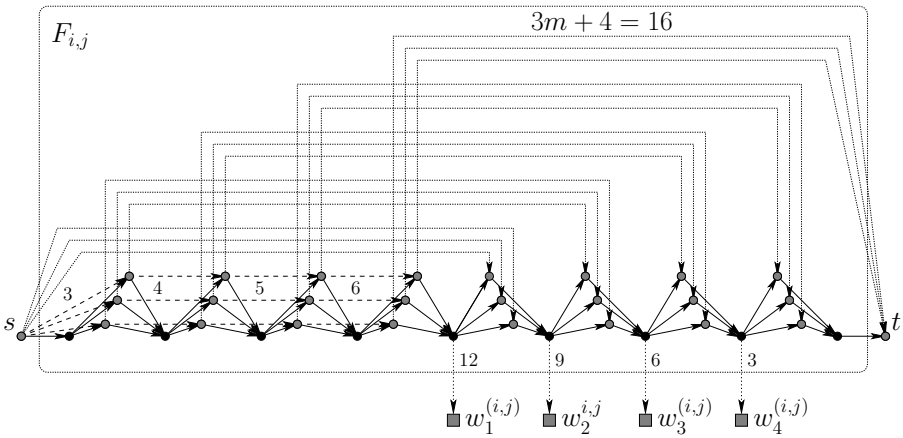 3m + 4 = 16
F_{i,j}
3 4 5 6
s t
12 9 6 3
w_1^{(i,j)} w_2^{i,j} w_3^{(i,j)} w_4^{(i,j)}